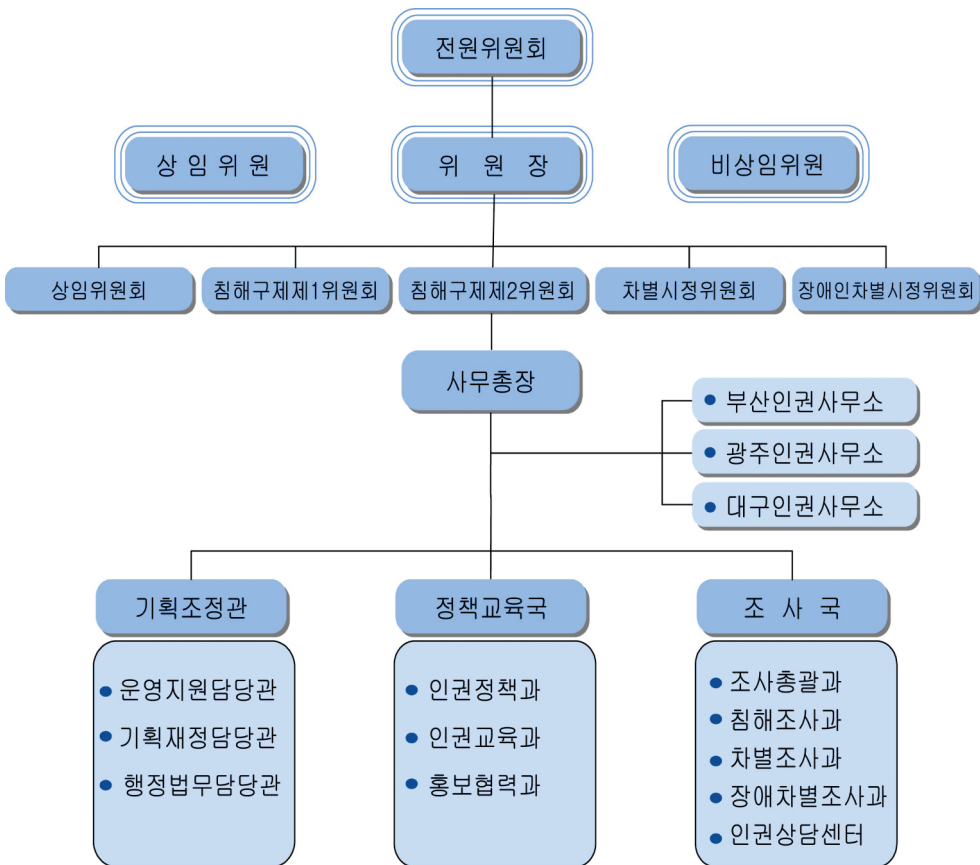 전원위원회
상 임 위 원
위 원 장
비상임위원
상임위원회
침해구제제1위원회
침해구제제2위원회
차별시정위원회
장애인차별시정위원회
사무총장
부산인권사무소
광주인권사무소
대구인권사무소
기획조정관
정책교육국
조 사 국
운영지원담당관
기획재정담당관
행정법무담당관
인권정책과
인권교육과
홍보협력과
조사총괄과
침해조사과
차별조사과
장애차별조사과
인권상담센터